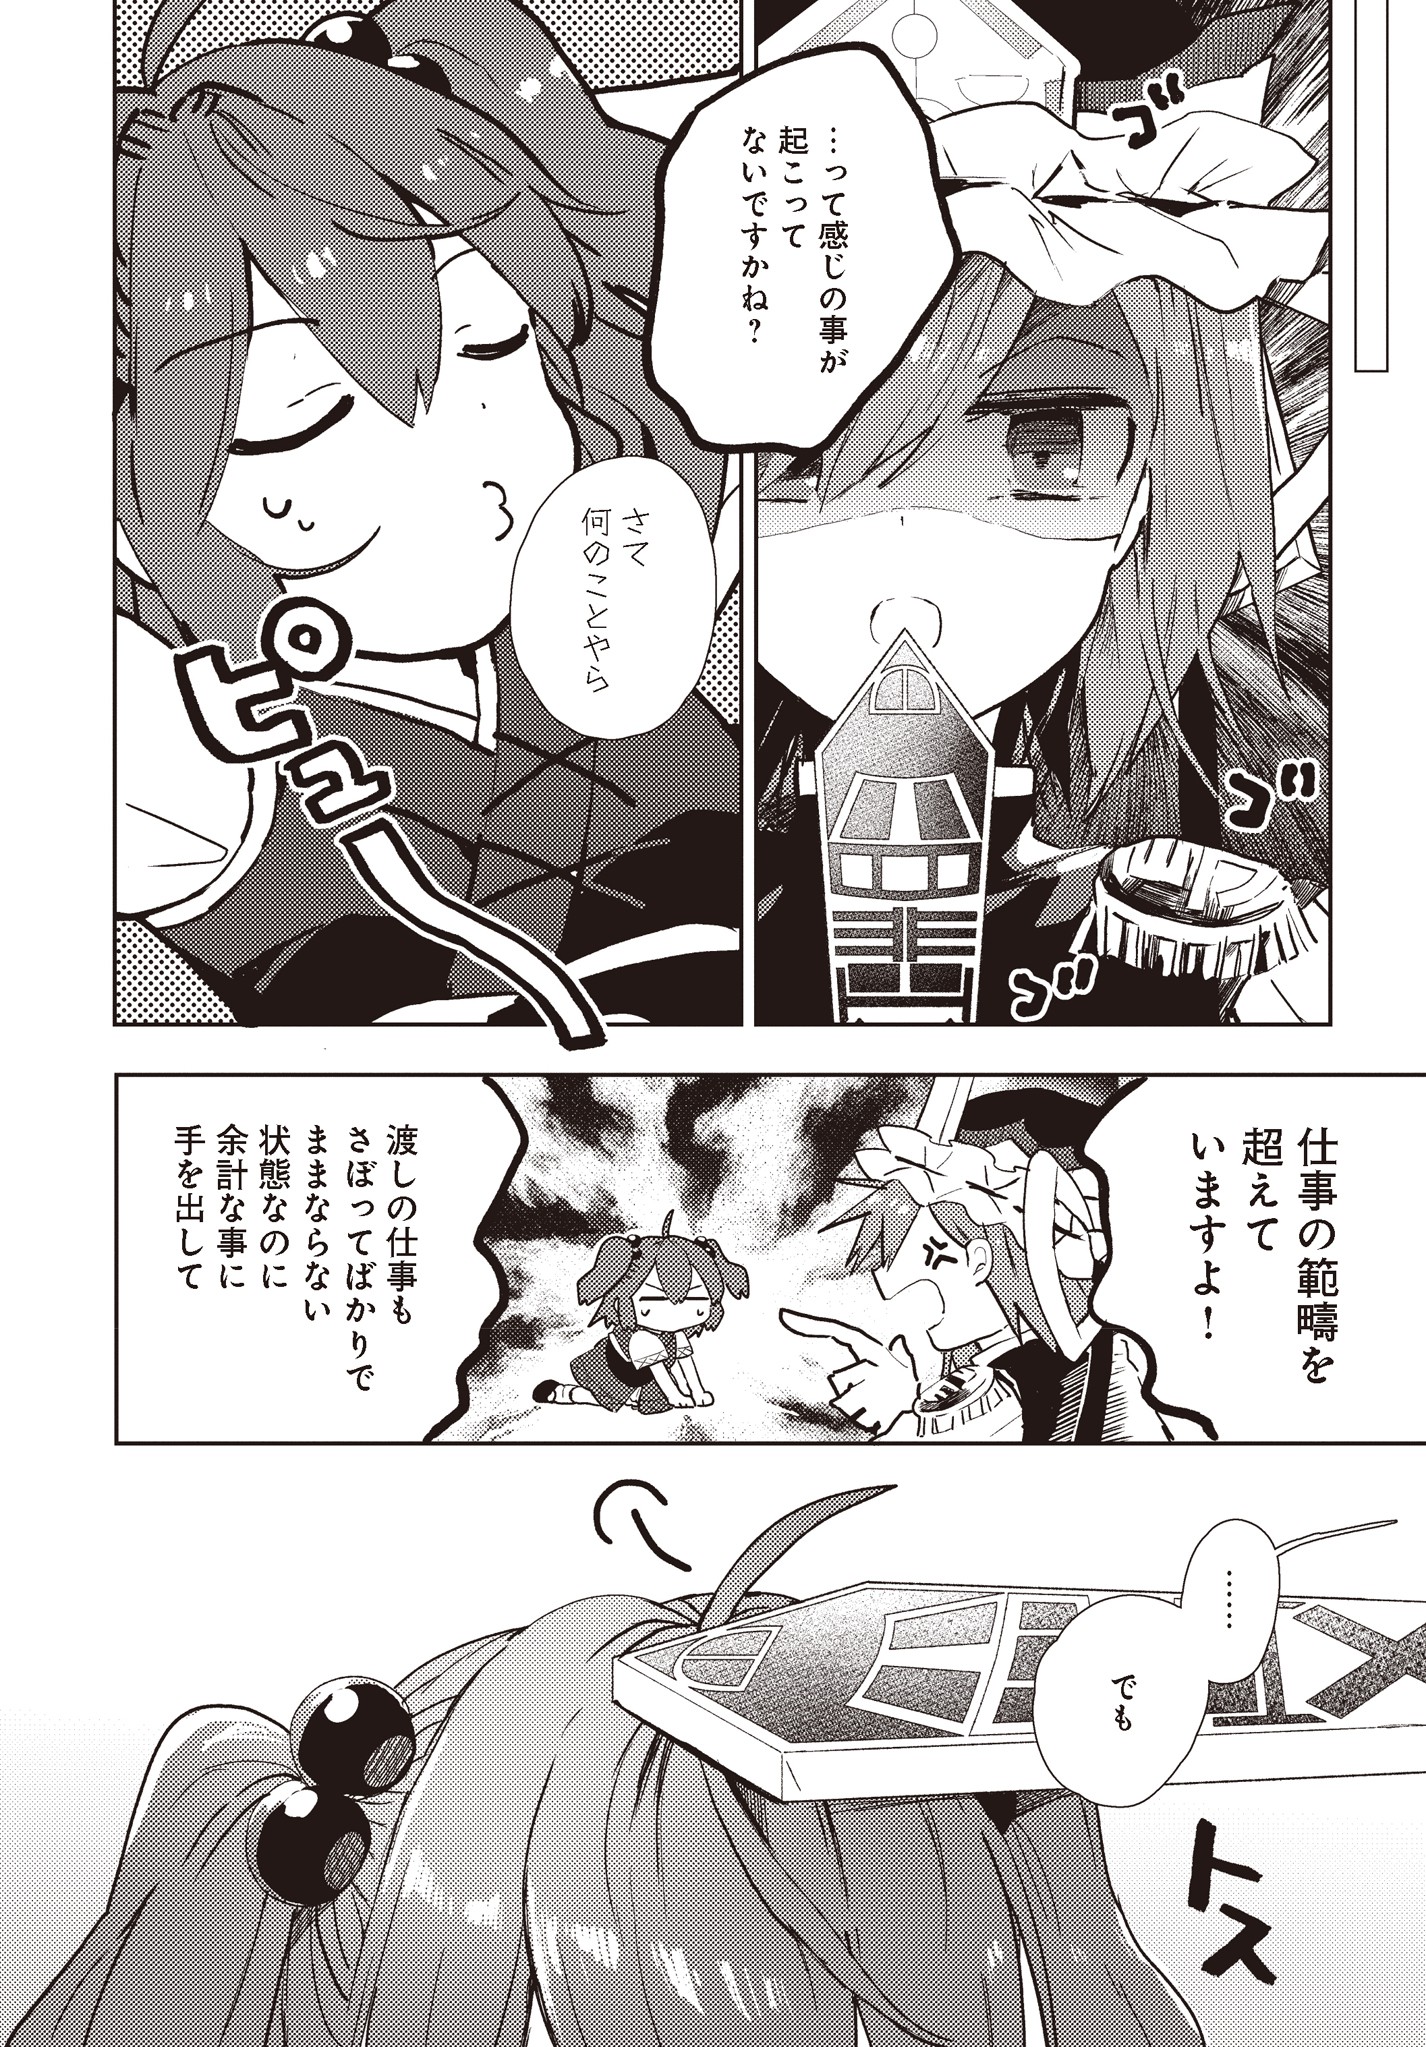 …って感じの事が
起こって
ないですかね？
ゴ゛
ゴ゛
ゴ゛
さて
何のことやら
ピュー
仕事の範疇を
超えて
いますよ！
渡しの仕事も
さぼってばかりで
ままならない
状態なのに
余計な事に
手を出して
……
でも
トスッ